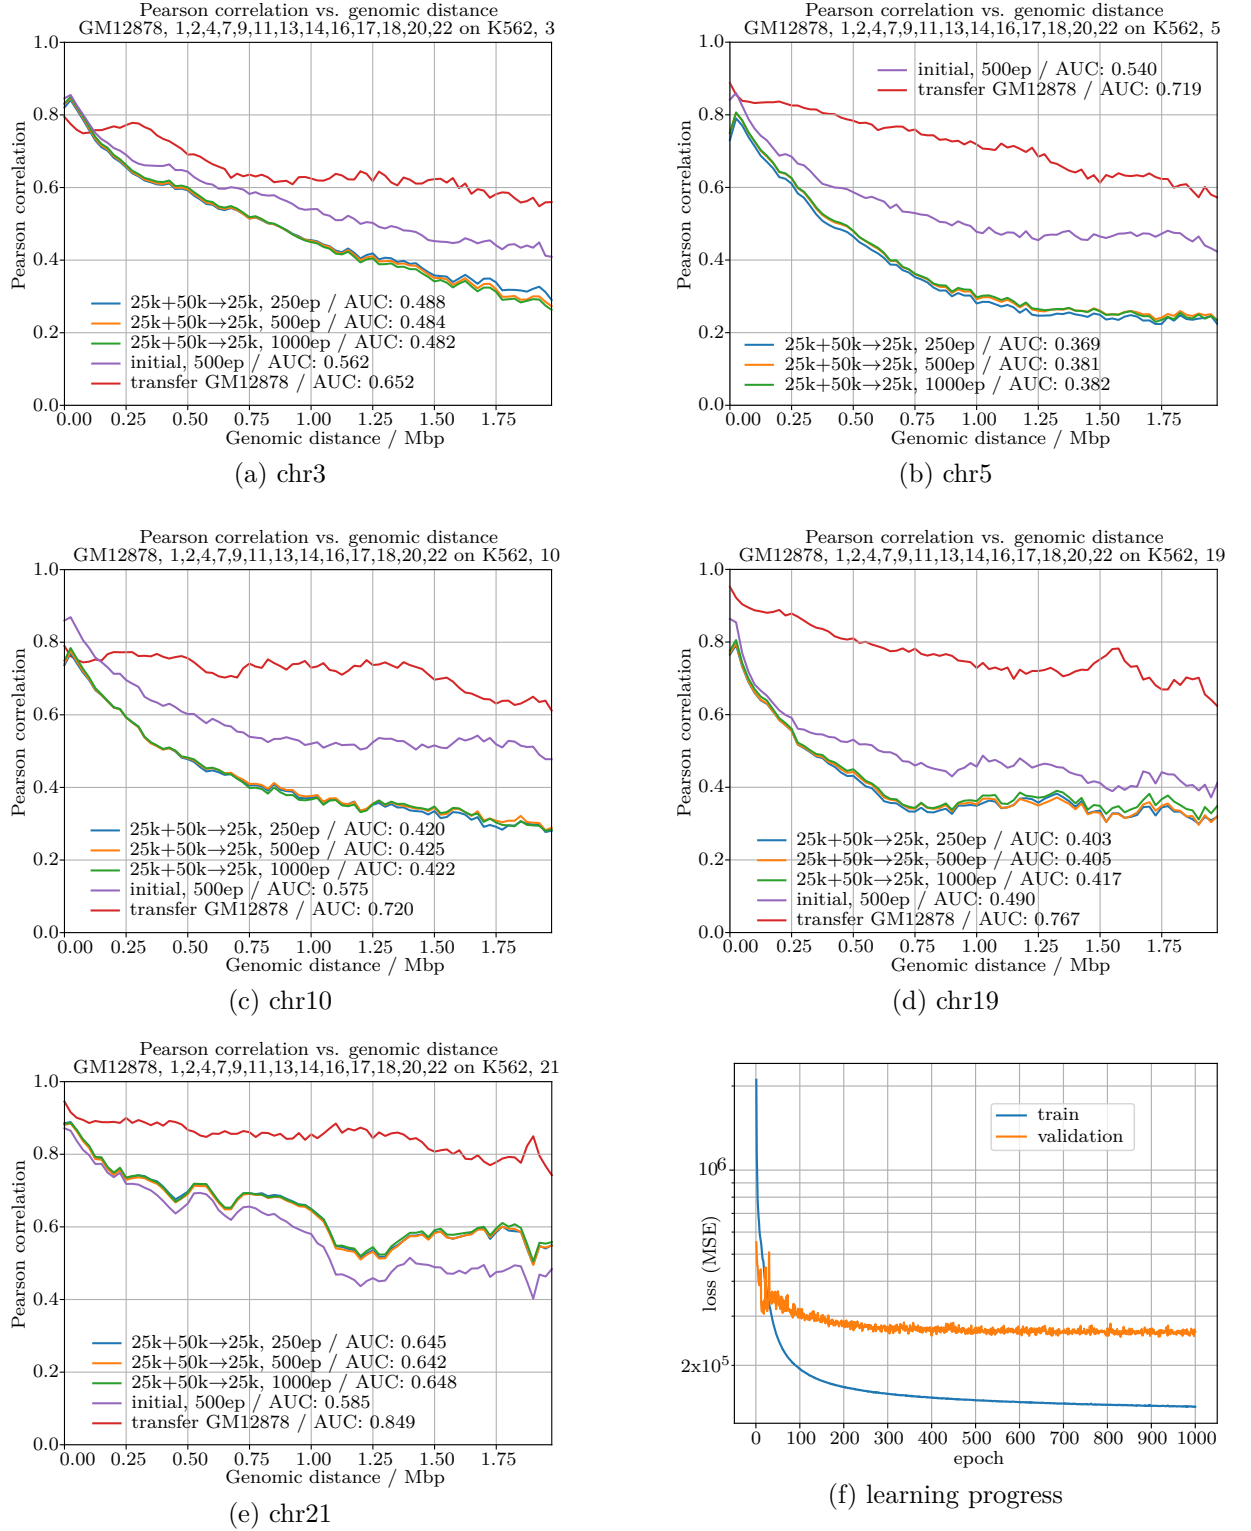 Pearson correlation vs. genomic distance
GM12878, 1,2,4,7,9,11,13,14,16,17,18,20,22 on K562, 3
1.0
0.8
0.6
0.4
0.2
0.0
Pearson correlation
25k+50k→25k, 250ep / AUC: 0.488
25k+50k→25k, 500ep / AUC: 0.484
25k+50k→25k, 1000ep / AUC: 0.482
initial, 500ep / AUC: 0.562
transfer GM12878 / AUC: 0.652
0.00 0.25 0.50 0.75 1.00 1.25 1.50 1.75
Genomic distance / Mbp
(a) chr3
Pearson correlation vs. genomic distance
GM12878, 1,2,4,7,9,11,13,14,16,17,18,20,22 on K562, 5
1.0
0.8
0.6
0.4
0.2
0.0
Pearson correlation
initial, 500ep / AUC: 0.540
transfer GM12878 / AUC: 0.719
25k+50k→25k, 250ep / AUC: 0.369
25k+50k→25k, 500ep / AUC: 0.381
25k+50k→25k, 1000ep / AUC: 0.382
0.00 0.25 0.50 0.75 1.00 1.25 1.50 1.75
Genomic distance / Mbp
(b) chr5
Pearson correlation vs. genomic distance
GM12878, 1,2,4,7,9,11,13,14,16,17,18,20,22 on K562, 10
1.0
0.8
0.6
0.4
0.2
0.0
Pearson correlation
25k+50k→25k, 250ep / AUC: 0.420
25k+50k→25k, 500ep / AUC: 0.425
25k+50k→25k, 1000ep / AUC: 0.422
initial, 500ep / AUC: 0.575
transfer GM12878 / AUC: 0.720
0.00 0.25 0.50 0.75 1.00 1.25 1.50 1.75
Genomic distance / Mbp
(c) chr10
Pearson correlation vs. genomic distance
GM12878, 1,2,4,7,9,11,13,14,16,17,18,20,22 on K562, 19
1.0
0.8
0.6
0.4
0.2
0.0
Pearson correlation
25k+50k→25k, 250ep / AUC: 0.403
25k+50k→25k, 500ep / AUC: 0.405
25k+50k→25k, 1000ep / AUC: 0.417
initial, 500ep / AUC: 0.490
transfer GM12878 / AUC: 0.767
0.00 0.25 0.50 0.75 1.00 1.25 1.50 1.75
Genomic distance / Mbp
(d) chr19
Pearson correlation vs. genomic distance
GM12878, 1,2,4,7,9,11,13,14,16,17,18,20,22 on K562, 21
1.0
0.8
0.6
0.4
0.2
0.0
Pearson correlation
25k+50k→25k, 250ep / AUC: 0.645
25k+50k→25k, 500ep / AUC: 0.642
25k+50k→25k, 1000ep / AUC: 0.648
initial, 500ep / AUC: 0.585
transfer GM12878 / AUC: 0.849
0.00 0.25 0.50 0.75 1.00 1.25 1.50 1.75
Genomic distance / Mbp
(e) chr21
train
validation
10⁶
2x10⁵
loss (MSE)
0 100 200 300 400 500 600 700 800 900 1000
epoch
(f) learning progress